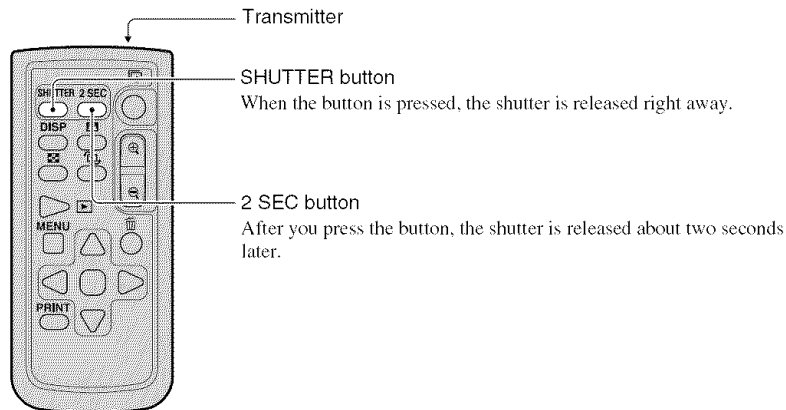 Transmitter
SHUTTER button
When the button is pressed, the shutter is released right away.
SHUTTER 2 SEC
DISP
2 SEC button
After you press the button, the shutter is released about two seconds
later.
MENU
PRINT